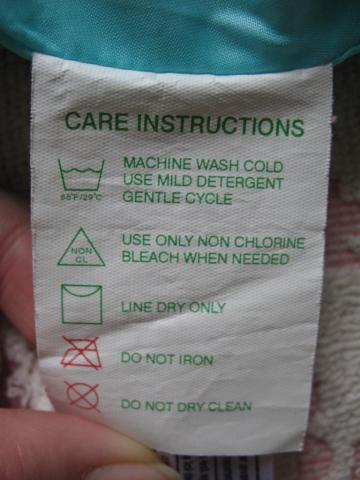 CARE INSTRUCTIONS
MACHINE WASH COLD
USE MILD DETERGENT
GENTLE CYCLE
85°F/29°C
NON
CL
USE ONLY NON CHLORINE
BLEACH WHEN NEEDED
LINE DRY ONLY
DO NOT IRON
DO NOT DRY CLEAN